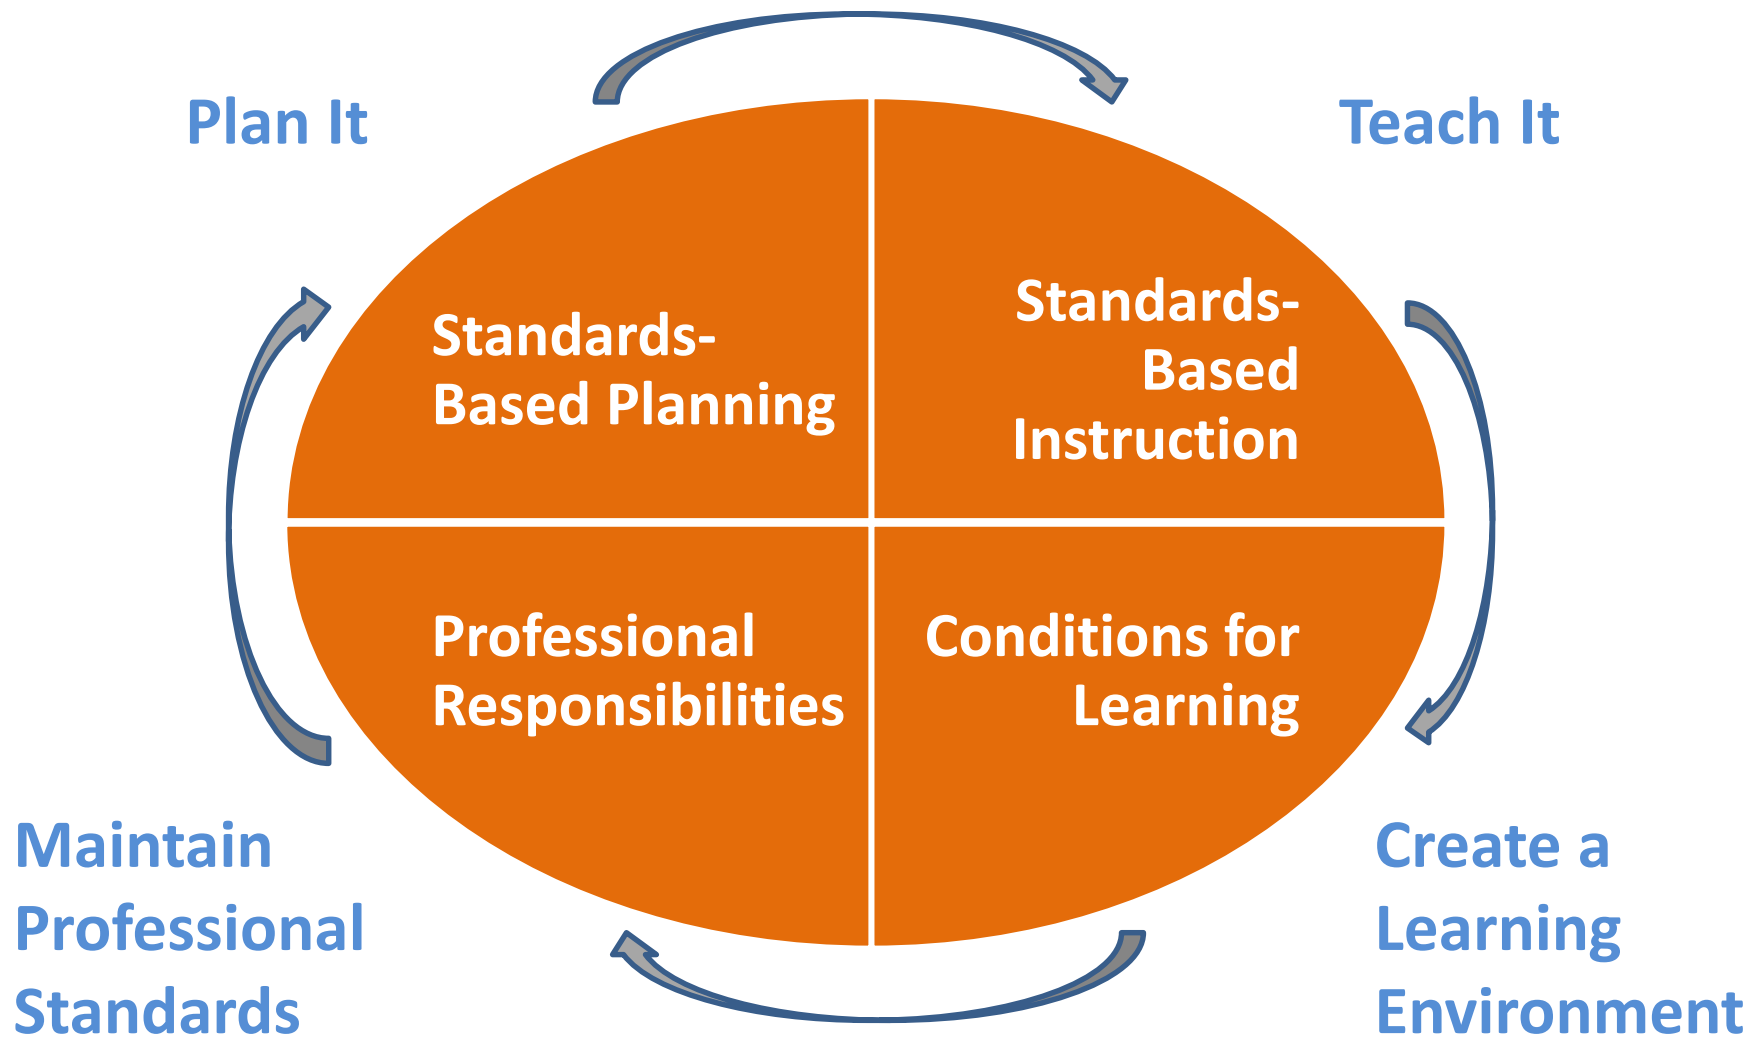 Plan It
Teach It
Standards-
Based Planning
Standards-
Based
Instruction
Professional
Responsibilities
Conditions for
Learning
Maintain
Professional
Standards
Create a
Learning
Environment